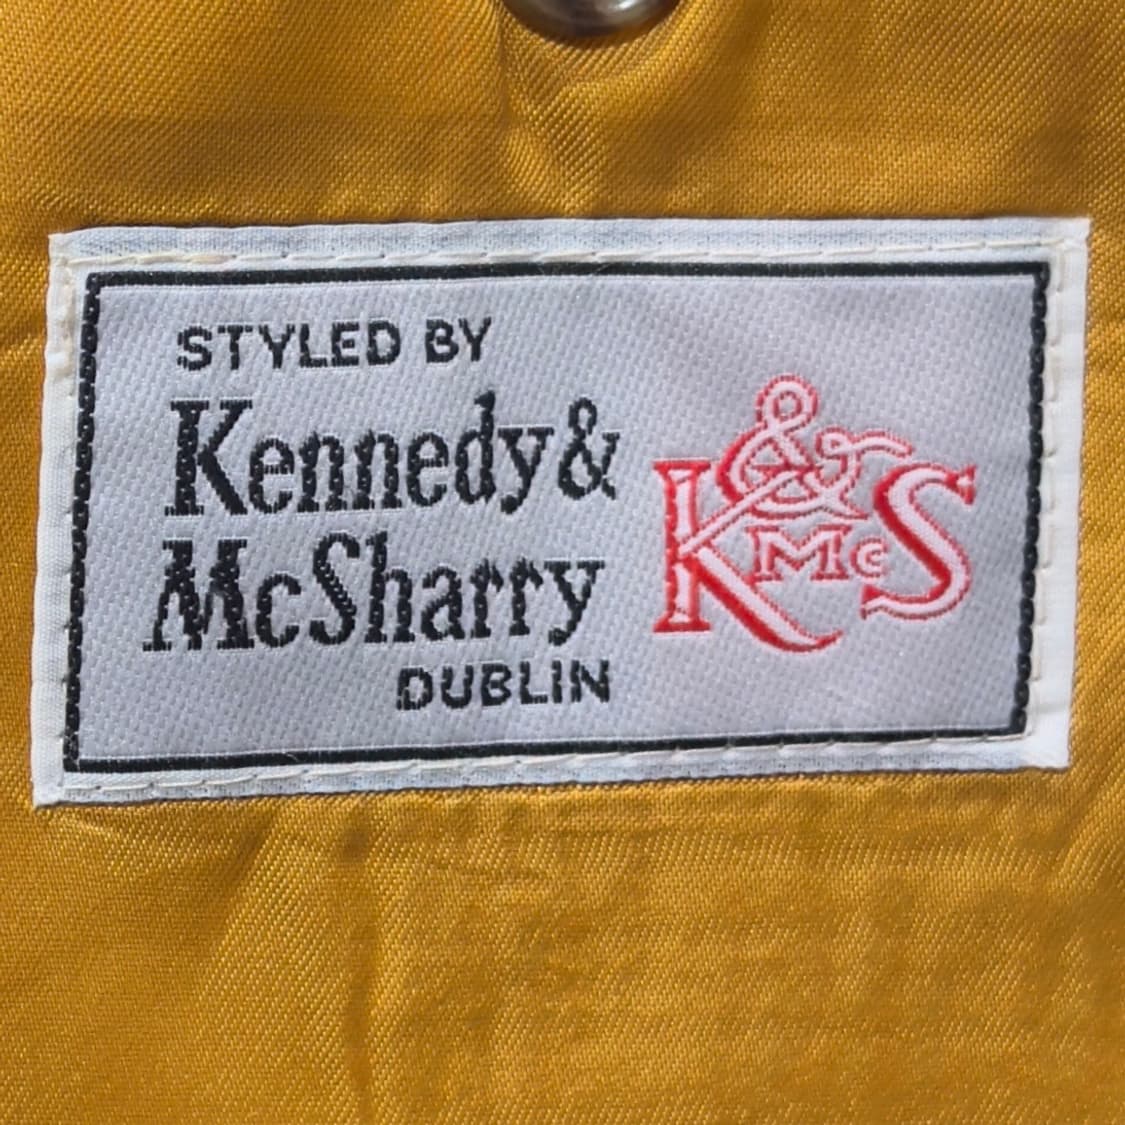 STYLED BY
Kennedy &
McSharry
DUBLIN
K & McS